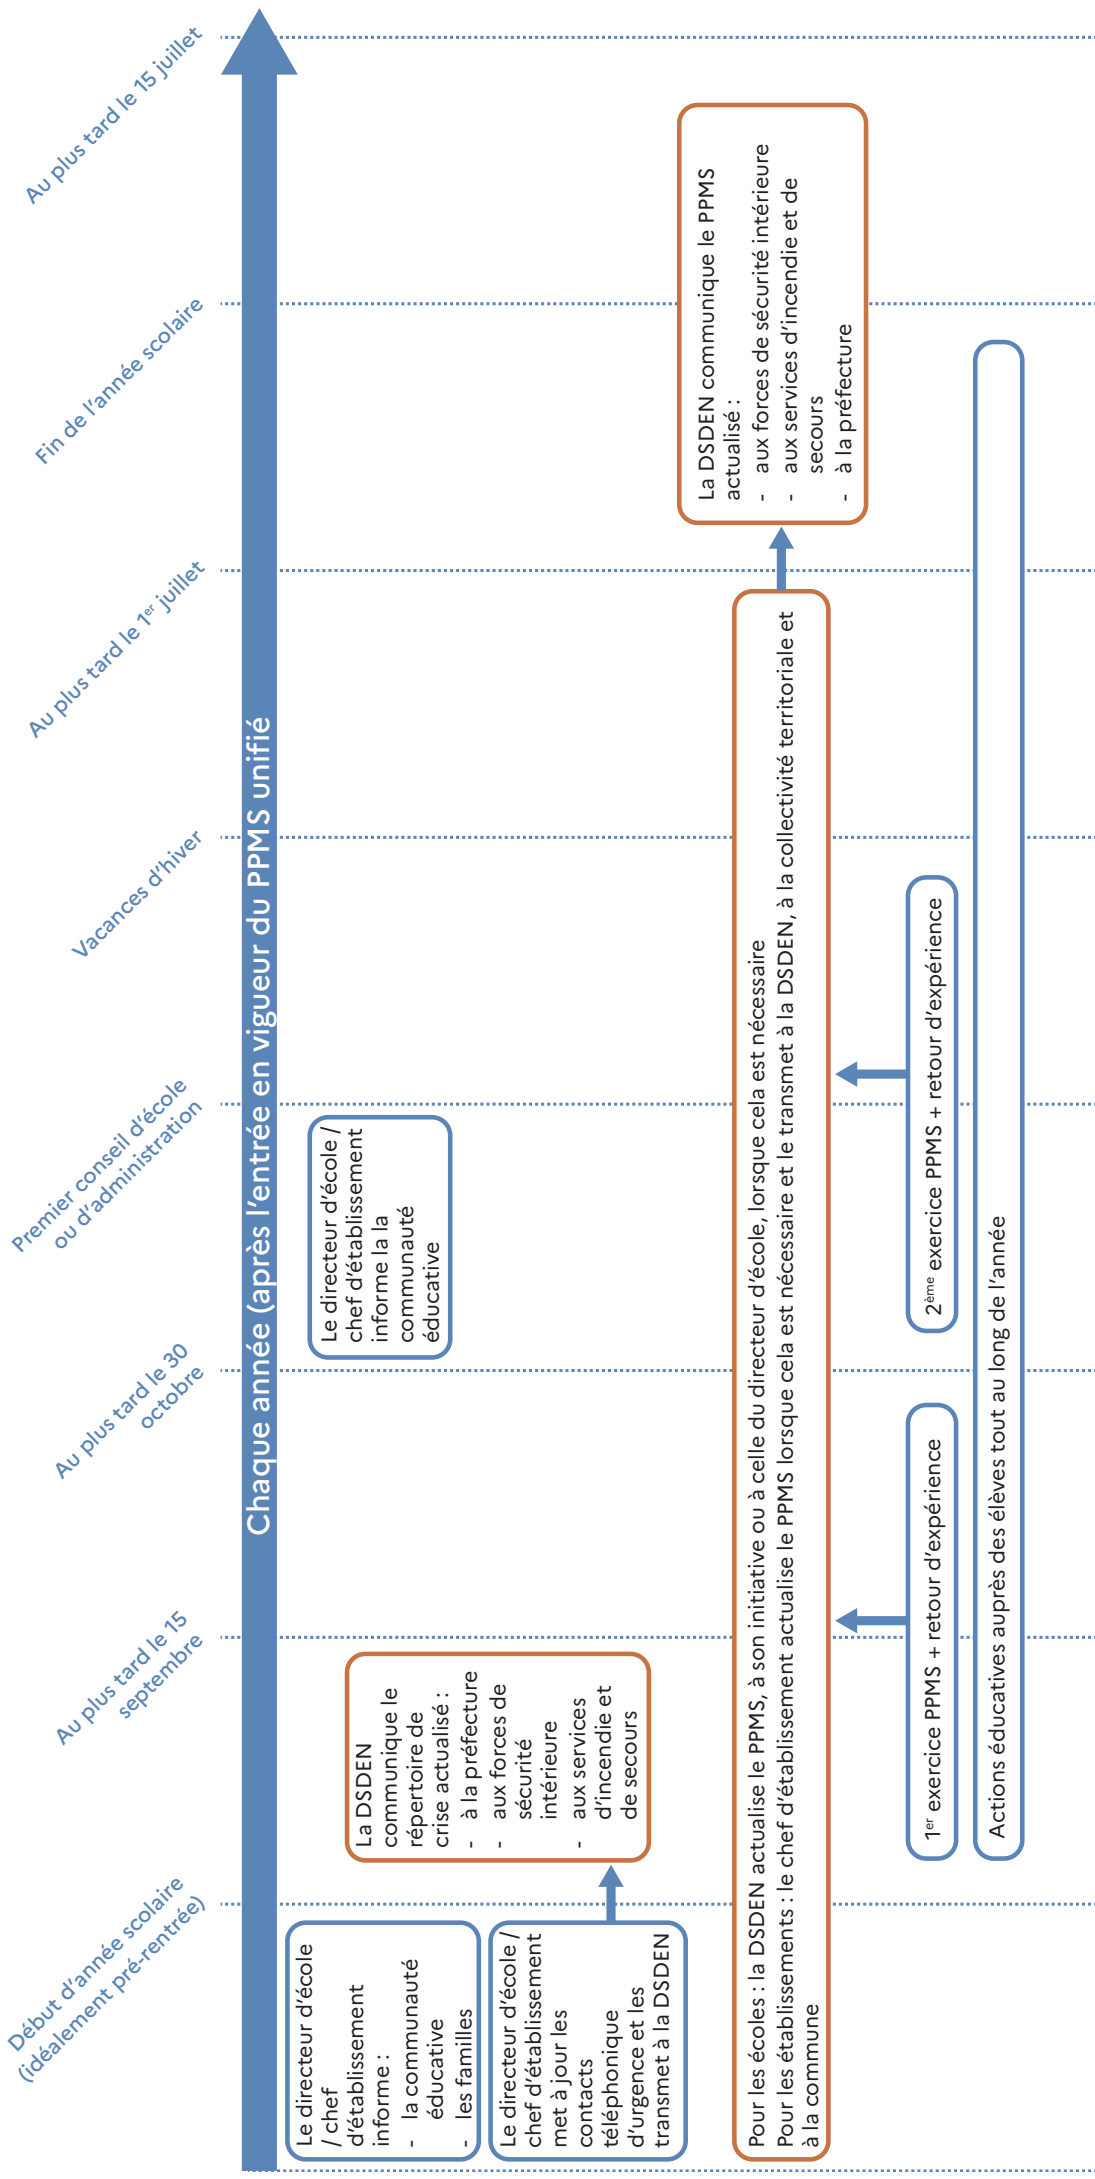 Début d'année scolaire
(idéalement pré-rentrée)
Au plus tard le 15
septembre
Au plus tard le 30
octobre
Premier conseil d'école
ou d'administration
Vacances d'hiver
Au plus tard le 1er juillet
Fin de l'année scolaire
Au plus tard le 15 juillet
Chaque année (après l'entrée en vigueur du PPMS unifié
Le directeur d'école
/ chef
d'établissement
informe :
- la communauté
éducative
- les familles
Le directeur d'école /
chef d'établissement
met à jour les
contacts
téléphonique
d'urgence et les
transmet à la DSDEN
La DSDEN
communique le
répertoire de
crise actualisé :
- à la préfecture
- aux forces de
sécurité
intérieure
- aux services
d'incendie et
de secours
Le directeur d'école /
chef d'établissement
informe la la
communauté
éducative
Pour les écoles : la DSDEN actualise le PPMS, à son initiative ou à celle du directeur d'école, lorsque cela est nécessaire
Pour les établissements : le chef d'établissement actualise le PPMS lorsque cela est nécessaire et le transmet à la DSDEN, à la collectivité territoriale et
à la commune
La DSDEN communique le PPMS
actualisé :
- aux forces de sécurité intérieure
- aux services d'incendie et de
secours
- à la préfecture
1er exercice PPMS + retour d'expérience
2ème exercice PPMS + retour d'expérience
Actions éducatives auprès des élèves tout au long de l'année